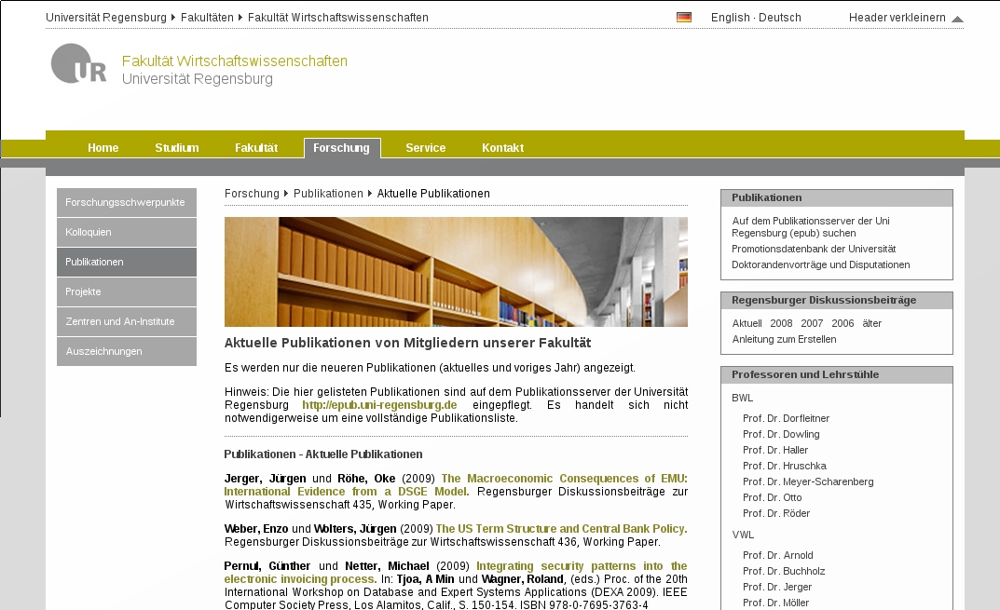 Universität Regensburg Fakultäten Fakultät Wirtschaftswissenschaften
English · Deutsch
Header verkleinern
UR
Fakultät Wirtschaftswissenschaften
Universität Regensburg
Home Studium Fakultät Forschung Service Kontakt
Forschungsschwerpunkte
Kolloquien
Publikationen
Projekte
Zentren und An-Institute
Auszeichnungen
Forschung Publikationen Aktuelle Publikationen
Aktuelle Publikationen von Mitgliedern unserer Fakultät
Es werden nur die neueren Publikationen (aktuelles und voriges Jahr) angezeigt.
Hinweis: Die hier gelisteten Publikationen sind auf dem Publikationsserver der Universität
Regensburg http://epub.uni-regensburg.de eingepflegt. Es handelt sich nicht
notwendigerweise um eine vollständige Publikationsliste.
Publikationen - Aktuelle Publikationen
Jerger, Jürgen und Röhe, Oke (2009) The Macroeconomic Consequences of EMU:
International Evidence from a DSGE Model. Regensburger Diskussionsbeiträge zur
Wirtschaftswissenschaft 435, Working Paper.
Weber, Enzo und Wolters, Jürgen (2009) The US Term Structure and Central Bank Policy.
Regensburger Diskussionsbeiträge zur Wirtschaftswissenschaft 436, Working Paper.
Pernul, Günther und Netter, Michael (2009) Integrating security patterns into the
electronic invoicing process. In: Tjoa, A Min und Wagner, Roland, (eds.) Proc. of the 20th
International Workshop on Database and Expert Systems Applications (DEXA 2009). IEEE
Computer Society Press, Los Alamitos, Calif., S. 150-154. ISBN 978-0-7695-3763-4
Publikationen
Auf dem Publikationsserver der Uni
Regensburg (epub) suchen
Promotionsdatenbank der Universität
Doktorandenvorträge und Disputationen
Regensburger Diskussionsbeiträge
Aktuell 2008 2007 2006 älter
Anleitung zum Erstellen
Professoren und Lehrstühle
BWL
Prof. Dr. Dorfleitner
Prof. Dr. Dowling
Prof. Dr. Haller
Prof. Dr. Hruschka
Prof. Dr. Meyer-Scharenberg
Prof. Dr. Otto
Prof. Dr. Röder
VWL
Prof. Dr. Arnold
Prof. Dr. Buchholz
Prof. Dr. Jerger
Prof. Dr. Möller